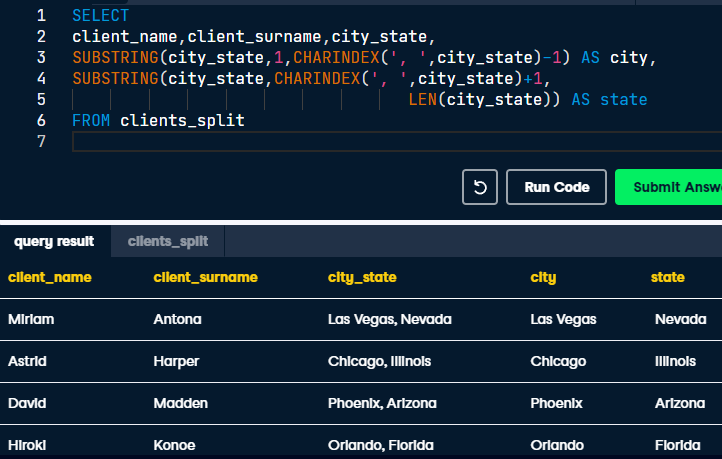 1 SELECT
2 client_name,client_surname,city_state,
3 SUBSTRING(city_state,1,CHARINDEX(', ',city_state)-1) AS city,
4 SUBSTRING(city_state,CHARINDEX(', ',city_state)+1,
5 LEN(city_state)) AS state
6 FROM clients_split
7
Run Code Submit Answ
query result clients_split
client_name client_surname city_state city state
Miriam Antona Las Vegas, Nevada Las Vegas Nevada
Astrid Harper Chicago, Illinois Chicago Illinois
David Madden Phoenix, Arizona Phoenix Arizona
Hiroki Konoe Orlando, Florida Orlando Florida